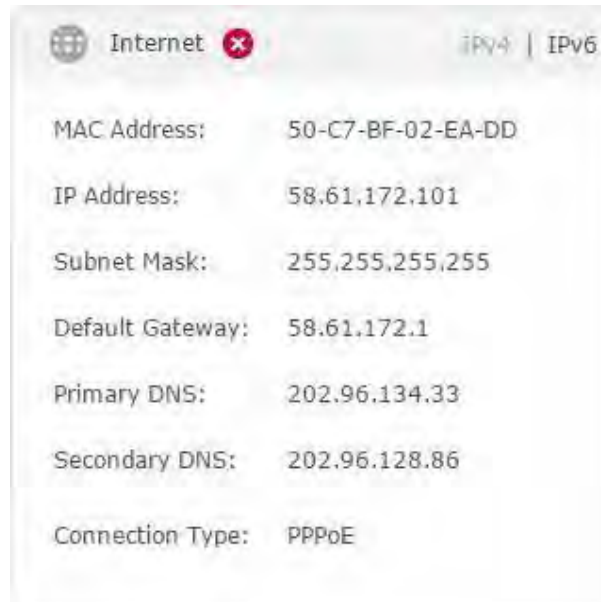 Internet IPv4 | IPv6
MAC Address: 50-C7-BF-02-EA-DD
IP Address: 58.61.172.101
Subnet Mask: 255.255.255.255
Default Gateway: 58.61.172.1
Primary DNS: 202.96.134.33
Secondary DNS: 202.96.128.86
Connection Type: PPPoE